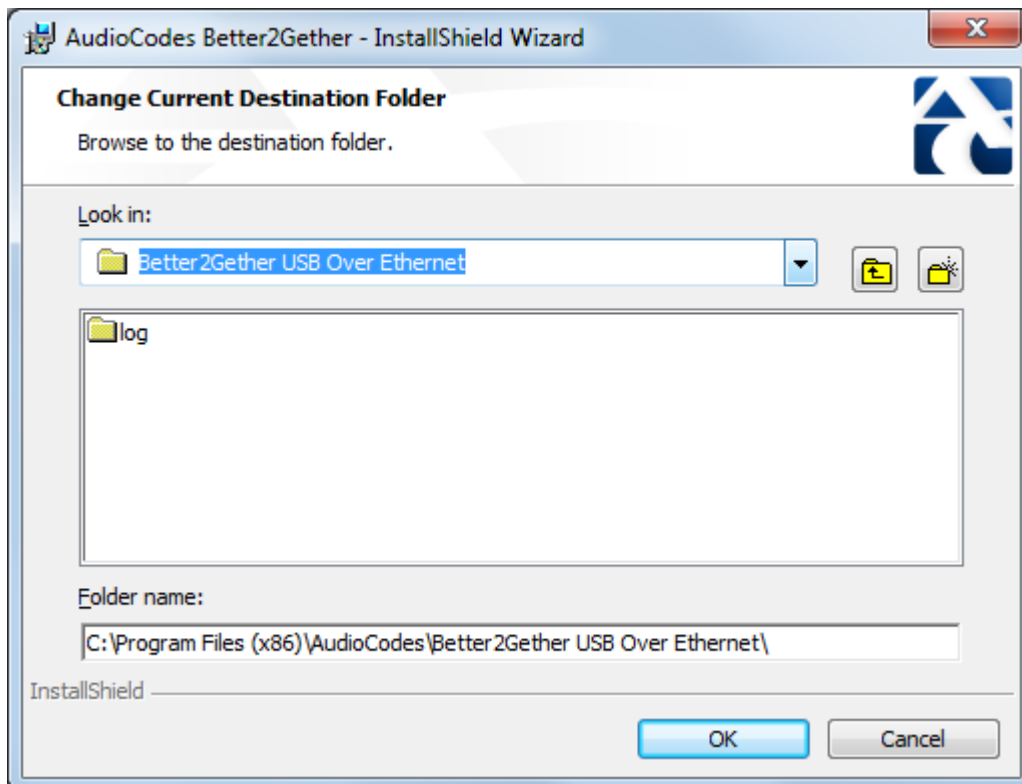 AudioCodes Better2Gether - InstallShield Wizard
Change Current Destination Folder
Browse to the destination folder.
Look in:
Better2Gether USB Over Ethernet
log
Folder name:
C:\Program Files (x86)\AudioCodes\Better2Gether USB Over Ethernet\
InstallShield
OK Cancel